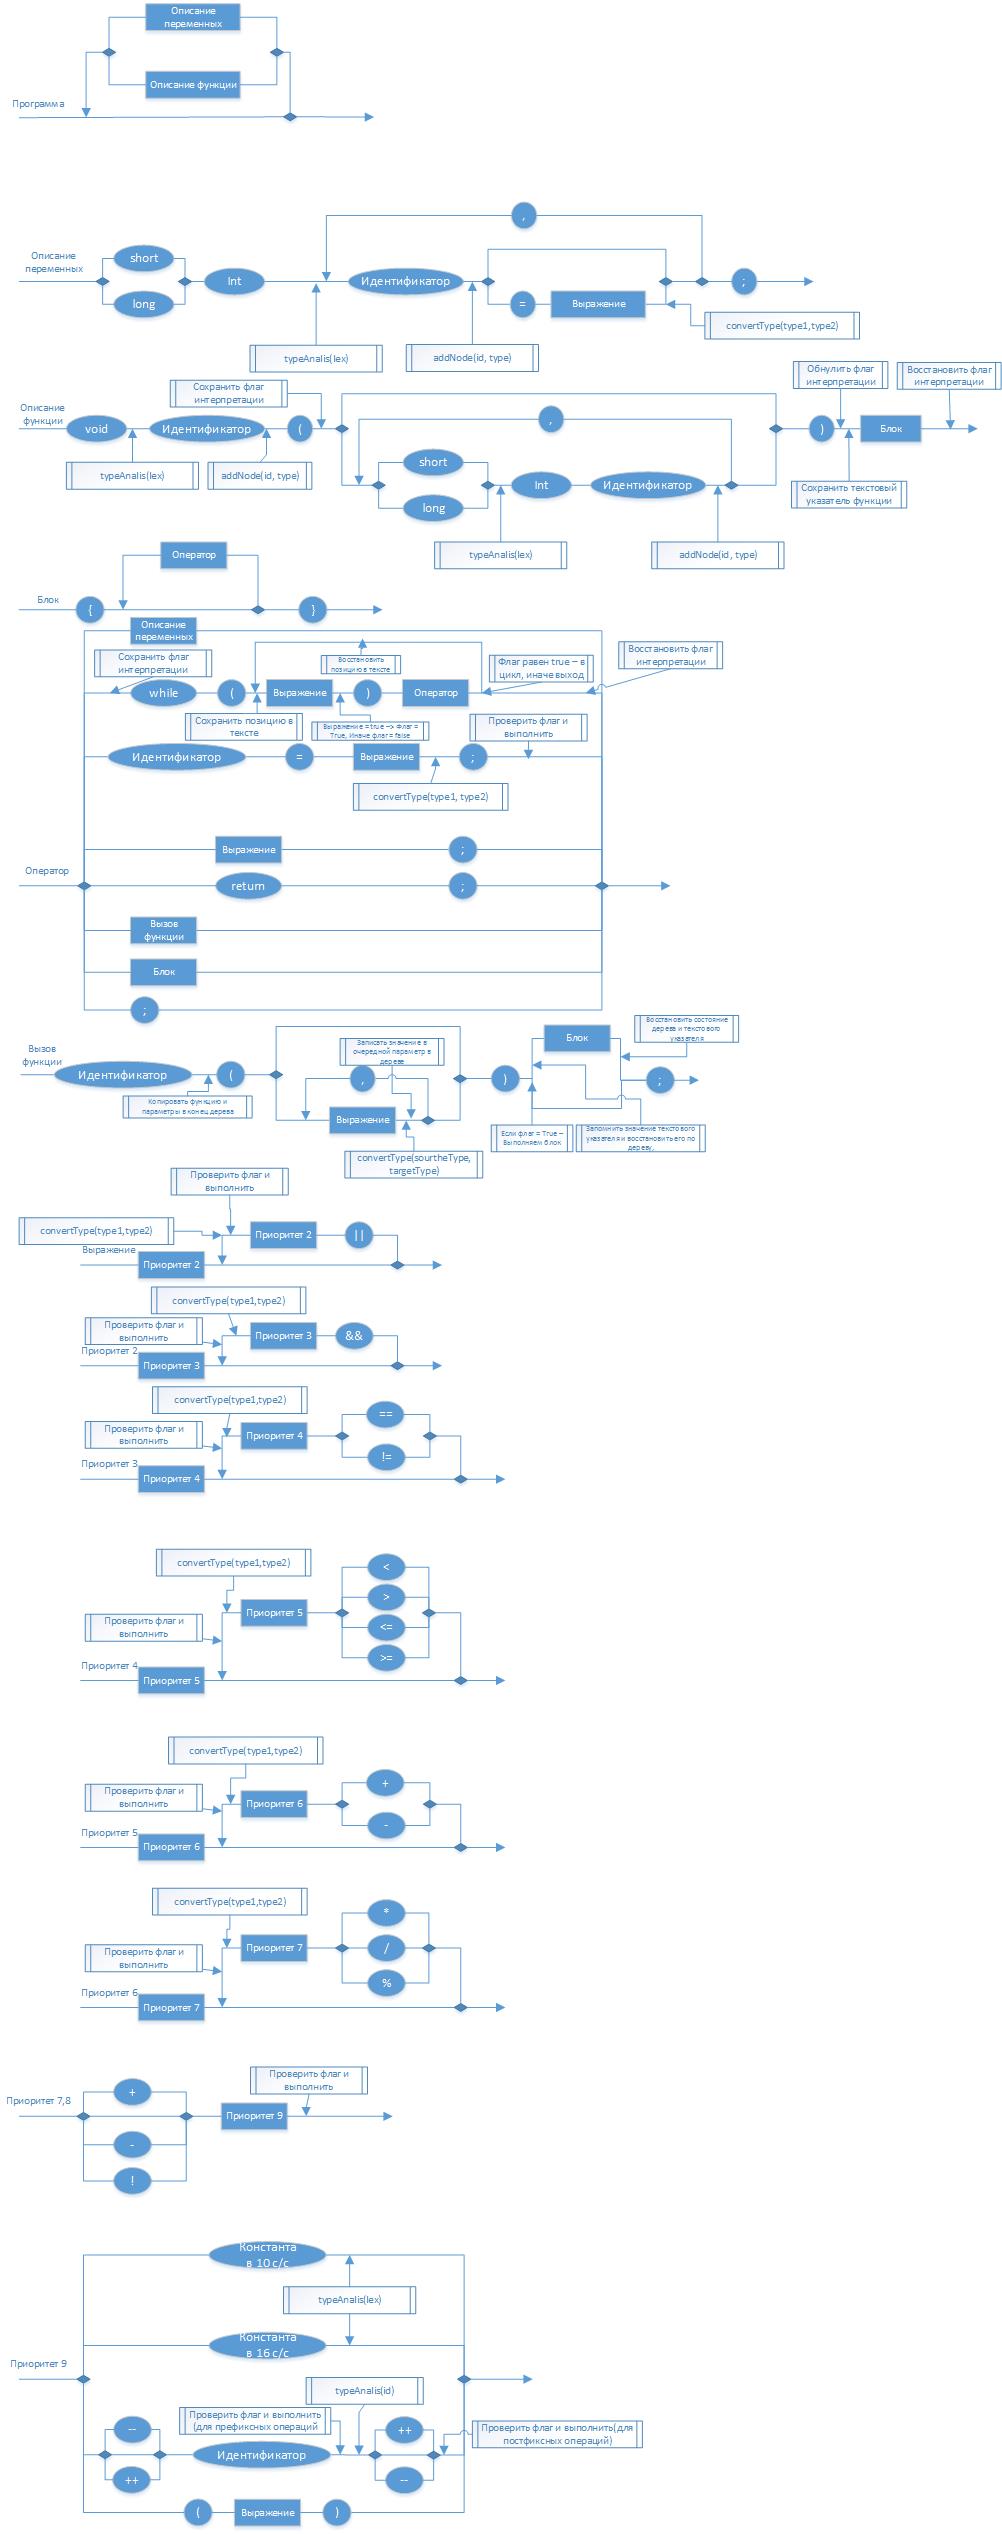 Описание
переменных
Описание функции
Программа
,
Описание
переменных
short
long
Int
Идентификатор
=
Выражение
;
convertType(type1,type2)
typeAnalis(lex)
addNode(id, type)
Обнулить флаг
интерпретации
Восстановить флаг
интерпретации
Сохранить флаг
интерпретации
Описание
функции
void
Идентификатор
(
,
)
Блок
short
long
Int
Идентификатор
typeAnalis(lex)
addNode(id, type)
Сохранить текстовый
указатель функции
typeAnalis(lex)
addNode(id, type)
Оператор
Блок
{
}
Описание
переменных
Сохранить флаг
интерпретации
Восстановить
позицию в тексте
Флаг равен true – в
цикл, иначе выход
Восстановить флаг
интерпретации
while
(
Выражение
)
Оператор
Сохранить позицию в
тексте
Выражение = true –> Флаг =
True, Иначе флаг = false
Проверить флаг и
выполнить
Идентификатор
=
Выражение
;
convertType(type1, type2)
Выражение
;
Оператор
return
;
Вызов
функции
Блок
;
Восстановить состояние
дерева и текстового
указателя
Вызов
функции
Идентификатор
(
Записать значение в
очередной параметр в
дереве
,
Выражение
)
Блок
;
Копировать функцию и
параметры в конец дерева
Если флаг = True –
Выполняем блок
Запомнить значение текстового
указателя и восстановить его по
дереву,
convertType(sourtheType,
targetType)
Проверить флаг и
выполнить
convertType(type1,type2)
Приоритет 2
||
Выражение
Приоритет 2
convertType(type1,type2)
Проверить флаг и
выполнить
Приоритет 3
&&
Приоритет 2
Приоритет 3
convertType(type1,type2)
Проверить флаг и
выполнить
Приоритет 4
==
!=
Приоритет 3
Приоритет 4
convertType(type1,type2)
Проверить флаг и
выполнить
Приоритет 5
<
>
<=
>=
Приоритет 4
Приоритет 5
convertType(type1,type2)
Проверить флаг и
выполнить
Приоритет 6
+
-
Приоритет 5
Приоритет 6
convertType(type1,type2)
Проверить флаг и
выполнить
Приоритет 7
*
/
%
Приоритет 6
Приоритет 7
Проверить флаг и
выполнить
Приоритет 7,8
+
-
!
Приоритет 9
Константа
в 10 с/с
typeAnalis(lex)
Константа
в 16 с/с
Приоритет 9
typeAnalis(id)
Проверить флаг и выполнить
(для префиксных операций
--
++
Идентификатор
++
--
Проверить флаг и выполнить(для
постфиксных операций)
(
Выражение
)